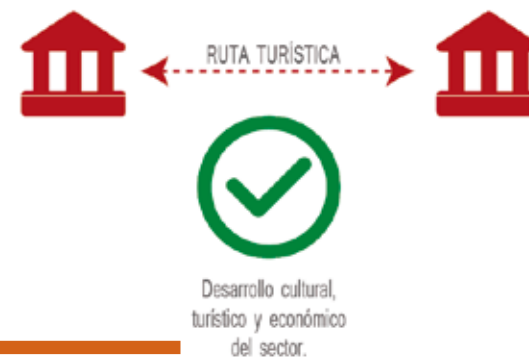 RUTA TURÍSTICA
Desarrollo cultural,
turístico y económico
del sector.